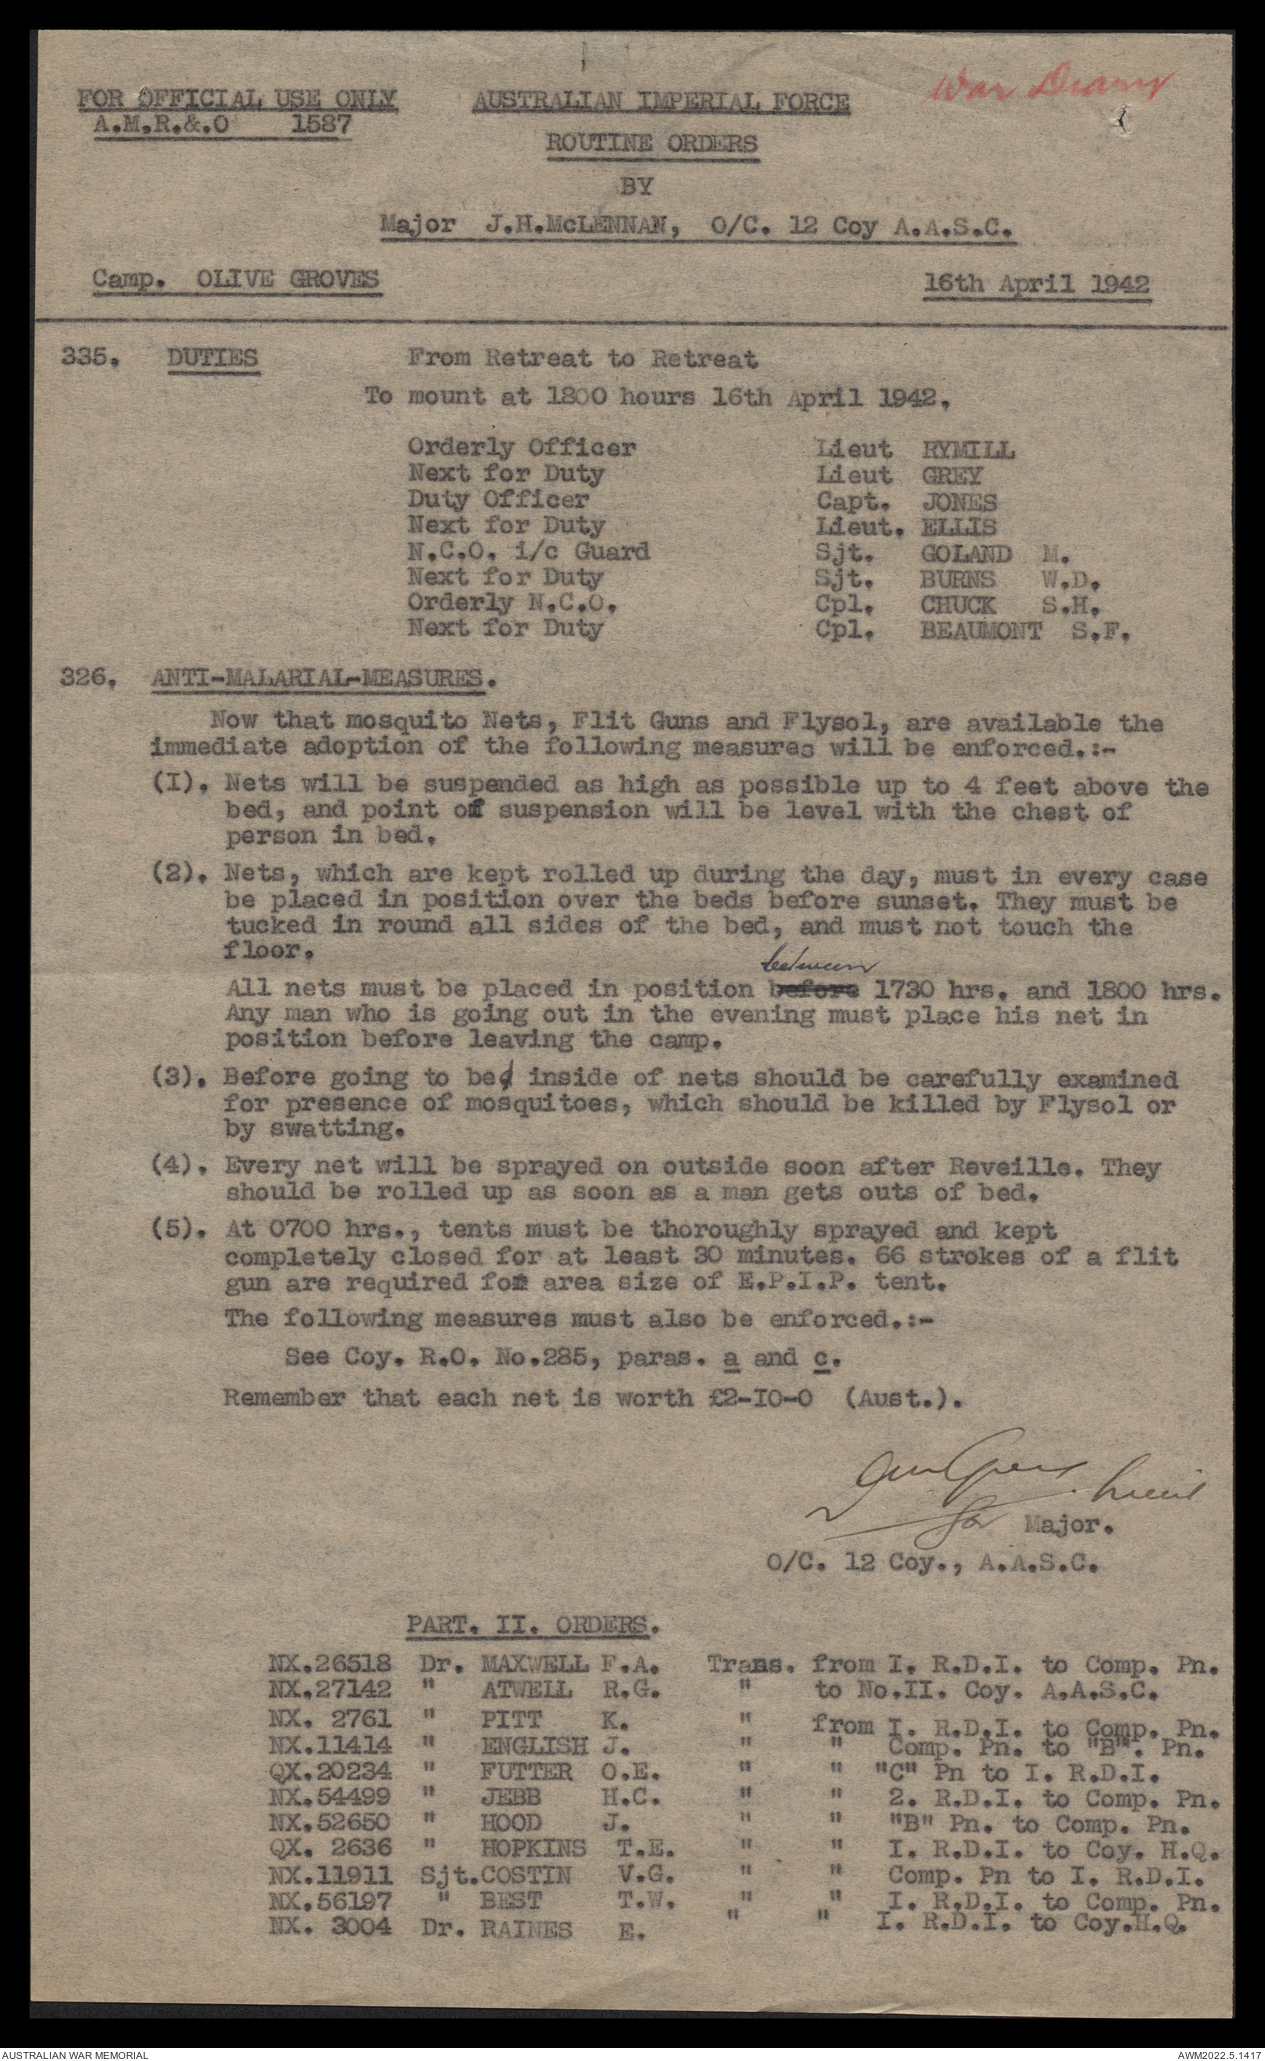 War Diary
FOR OFFICIAL USE ONLY AUSTRALIAN IMPERIAL FORCE
A.M.R.&.O 1587
ROUTINE ORDERS
BY
Major J.H.McLENNAN, O/C. 12 Coy A.A.S.C.
Camp. OLIVE GROVES 16th April 1942
335. DUTIES From Retreat to Retreat
To mount at 1800 hours 16th April 1942.
Orderly Officer Lieut RYMILL
Next for Duty Lieut GREY
Duty Officer Capt. JONES
Next for Duty Lieut. ELLIS
N.C.O. i/c Guard Sjt. GOLAND M.
Next for Duty Sjt. BURNS W.D.
Orderly N.C.O. Cpl. CHUCK S.H.
Next for Duty Cpl. BEAUMONT S.F.
326. ANTI-MALARIAL-MEASURES.
Now that mosquito Nets, Flit Guns and Flysol, are available the
immediate adoption of the following measures will be enforced.:-
(I). Nets will be suspended as high as possible up to 4 feet above the
bed, and point of suspension will be level with the chest of
person in bed.
(2). Nets, which are kept rolled up during the day, must in every case
be placed in position over the beds before sunset. They must be
tucked in round all sides of the bed, and must not touch the
floor.
between
All nets must be placed in position before 1730 hrs. and 1800 hrs.
Any man who is going out in the evening must place his net in
position before leaving the camp.
(3). Before going to bed inside of nets should be carefully examined
for presence of mosquitoes, which should be killed by Flysol or
by swatting.
(4). Every net will be sprayed on outside soon after Reveille. They
should be rolled up as soon as a man gets outs of bed.
(5). At 0700 hrs., tents must be thoroughly sprayed and kept
completely closed for at least 30 minutes. 66 strokes of a flit
gun are required for area size of E.P.I.P. tent.
The following measures must also be enforced.:-
See Coy. R.O. No.285, paras. a and c.
Remember that each net is worth £2-IO-0 (Aust.).
Lieut
for Major.
O/C. 12 Coy., A.A.S.C.
PART. II. ORDERS.
NX.26518 Dr. MAXWELL F.A. Trans. from I. R.D.I. to Comp. Pn.
NX.27142 " ATWELL R.G. " to No.II. Coy. A.A.S.C.
NX. 2761 " PITT K. " from I. R.D.I. to Comp. Pn.
NX.11414 " ENGLISH J. " " Comp. Pn. to "B". Pn.
QX.20234 " FUTTER O.E. " " "C" Pn to I. R.D.I.
NX.54499 " JEBB H.C. " " 2. R.D.I. to Comp. Pn.
NX.52650 " HOOD J. " " "B" Pn. to Comp. Pn.
QX. 2636 " HOPKINS T.E. " " I. R.D.I. to Coy. H.Q.
NX.11911 Sjt.COSTIN V.G. " " Comp. Pn to I. R.D.I.
NX.56197 " BEST T.W. " " I. R.D.I. to Comp. Pn.
NX. 3004 Dr. RAINES E. " " I. R.D.I. to Coy.H.Q.
AUSTRALIAN WAR MEMORIAL AWM2022.5.1417